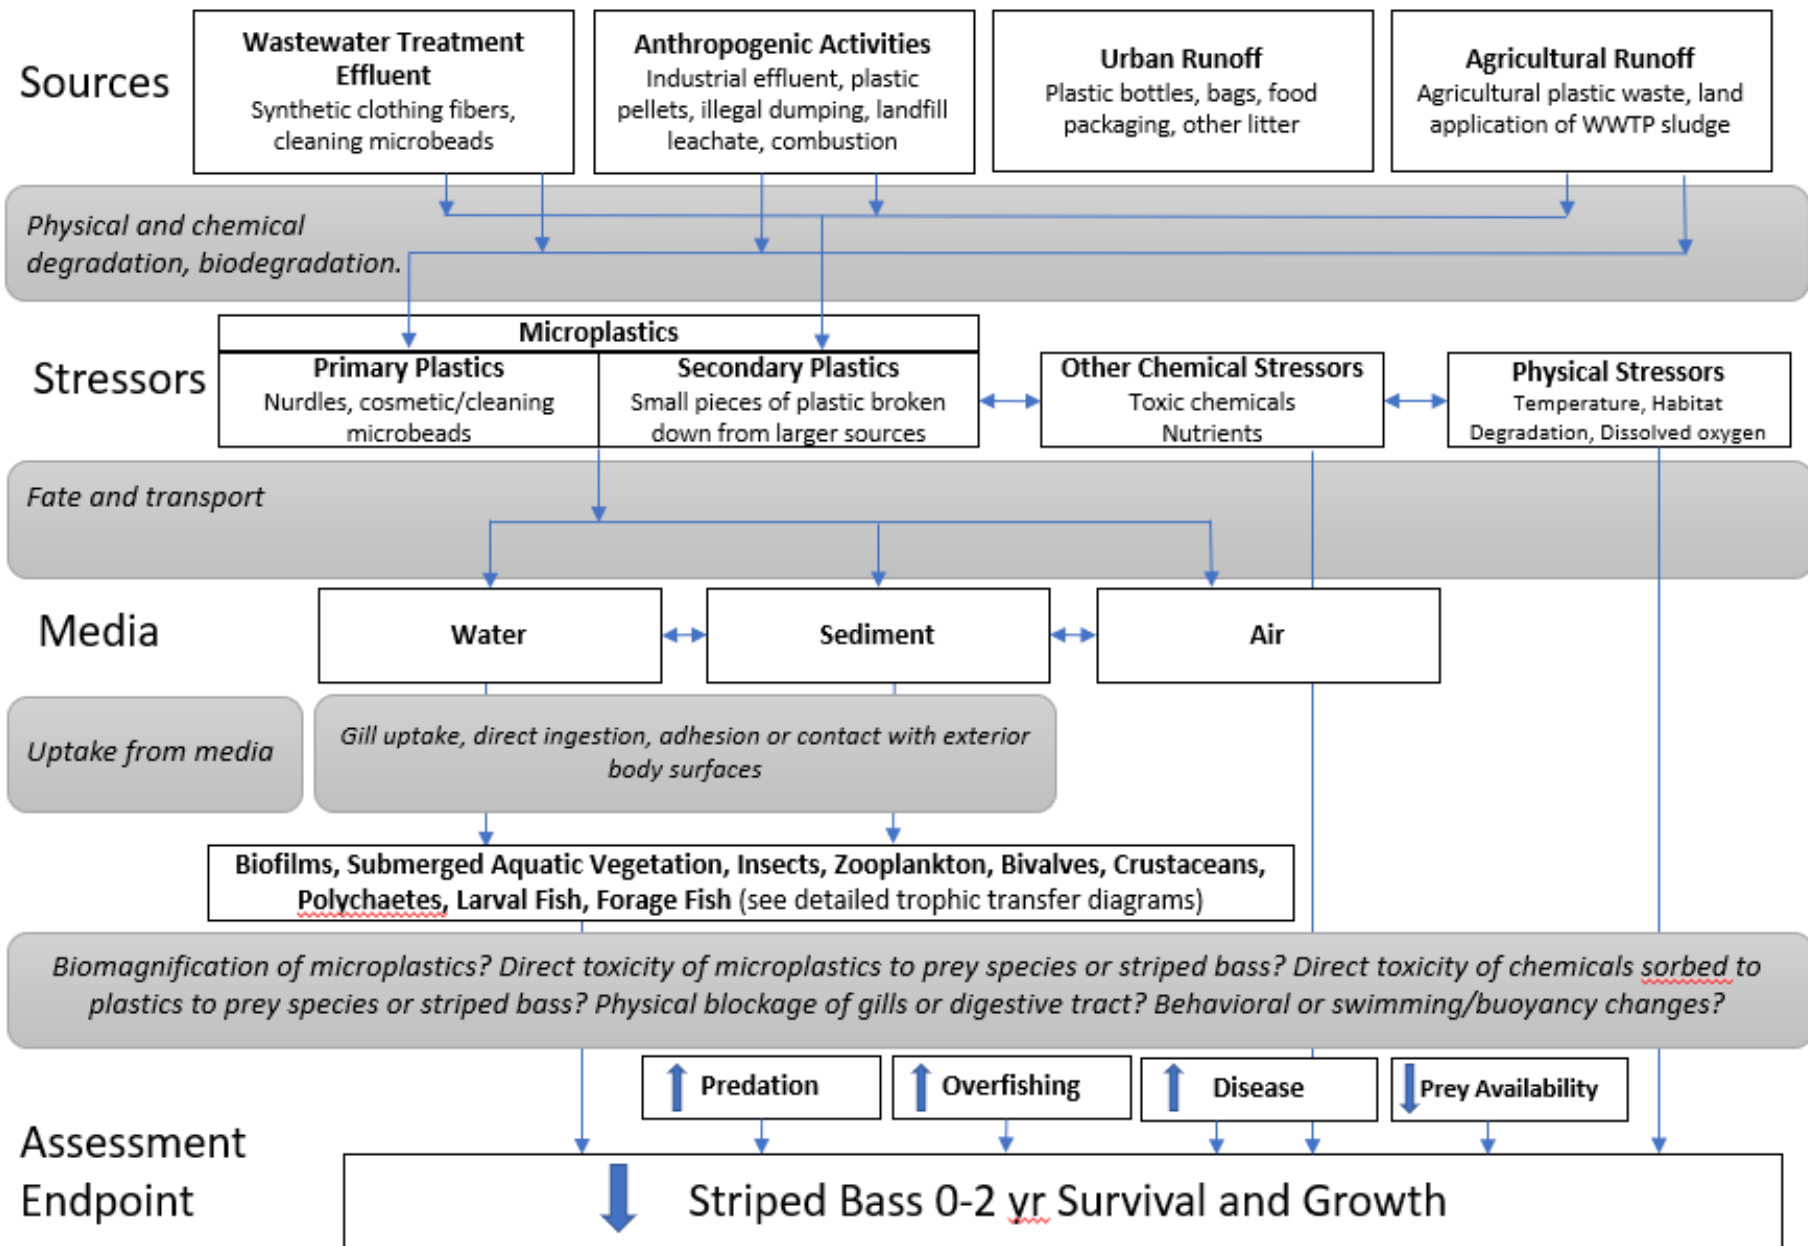 Sources
Wastewater Treatment
Effluent
Synthetic clothing fibers,
cleaning microbeads
Anthropogenic Activities
Industrial effluent, plastic
pellets, illegal dumping, landfill
leachate, combustion
Urban Runoff
Plastic bottles, bags, food
packaging, other litter
Agricultural Runoff
Agricultural plastic waste, land
application of WWTP sludge
Physical and chemical
degradation, biodegradation.
Stressors
Microplastics
Primary Plastics
Nurdles, cosmetic/cleaning
microbeads
Secondary Plastics
Small pieces of plastic broken
down from larger sources
Other Chemical Stressors
Toxic chemicals
Nutrients
Physical Stressors
Temperature, Habitat
Degradation, Dissolved oxygen
Fate and transport
Media
Water
Sediment
Air
Uptake from media
Gill uptake, direct ingestion, adhesion or contact with exterior
body surfaces
Biofilms, Submerged Aquatic Vegetation, Insects, Zooplankton, Bivalves, Crustaceans,
Polychaetes, Larval Fish, Forage Fish (see detailed trophic transfer diagrams)
Biomagnification of microplastics? Direct toxicity of microplastics to prey species or striped bass? Direct toxicity of chemicals sorbed to
plastics to prey species or striped bass? Physical blockage of gills or digestive tract? Behavioral or swimming/buoyancy changes?
Predation
Overfishing
Disease
Prey Availability
Assessment
Endpoint
Striped Bass 0-2 yr Survival and Growth